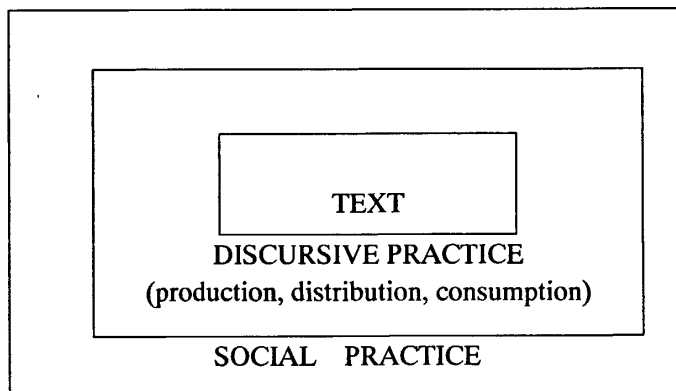 TEXT
DISCURSIVE PRACTICE
(production, distribution, consumption)
SOCIAL PRACTICE